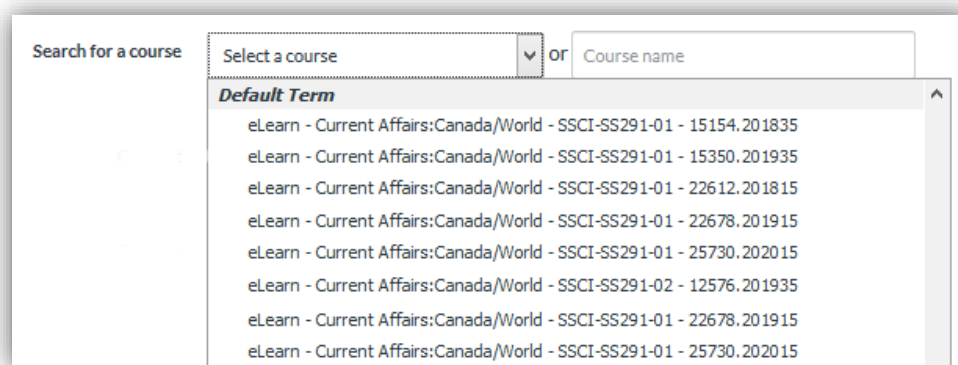 Search for a course Select a course or Course name
Default Term
eLearn - Current Affairs:Canada/World - SSCI-SS291-01 - 15154.201835
eLearn - Current Affairs:Canada/World - SSCI-SS291-01 - 15350.201935
eLearn - Current Affairs:Canada/World - SSCI-SS291-01 - 22612.201815
eLearn - Current Affairs:Canada/World - SSCI-SS291-01 - 22678.201915
eLearn - Current Affairs:Canada/World - SSCI-SS291-01 - 25730.202015
eLearn - Current Affairs:Canada/World - SSCI-SS291-02 - 12576.201935
eLearn - Current Affairs:Canada/World - SSCI-SS291-01 - 22678.201915
eLearn - Current Affairs:Canada/World - SSCI-SS291-01 - 25730.202015